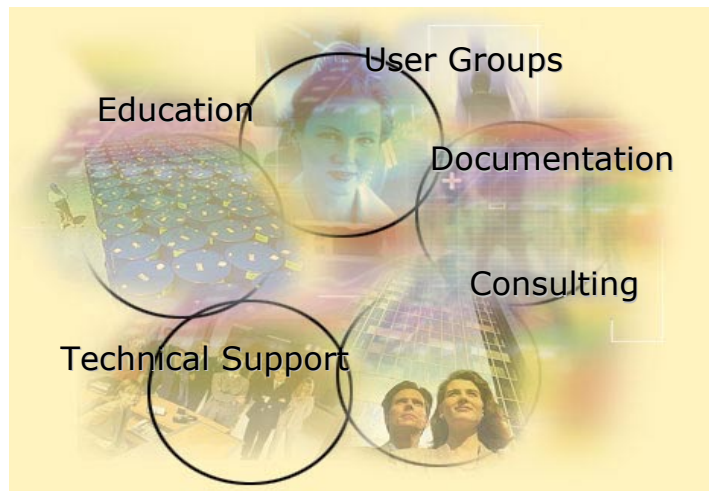 User Groups
Education
Documentation
Consulting
Technical Support